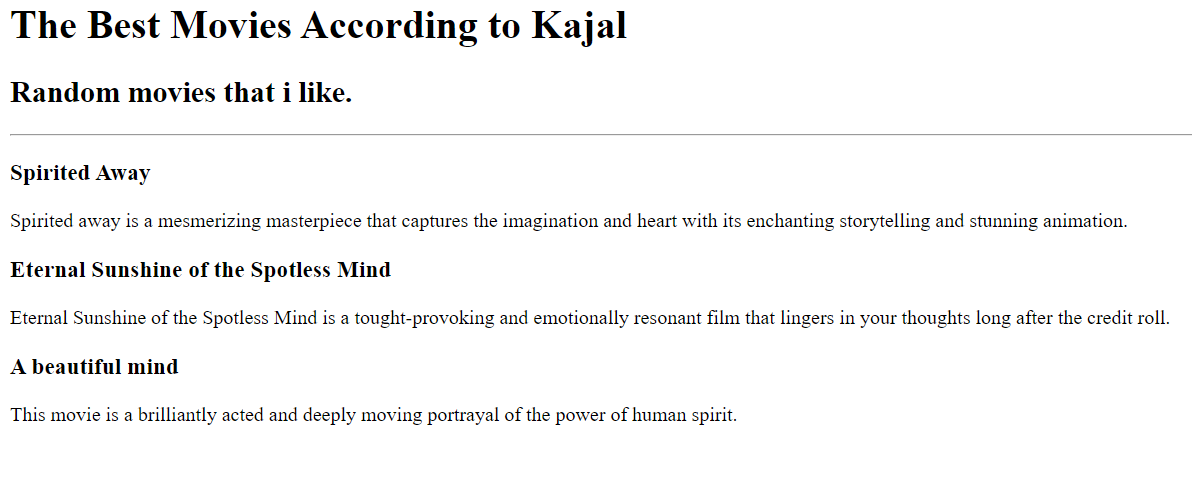 The Best Movies According to Kajal
Random movies that i like.
Spirited Away
Spirited away is a mesmerizing masterpiece that captures the imagination and heart with its enchanting storytelling and stunning animation.
Eternal Sunshine of the Spotless Mind
Eternal Sunshine of the Spotless Mind is a tought-provoking and emotionally resonant film that lingers in your thoughts long after the credit roll.
A beautiful mind
This movie is a brilliantly acted and deeply moving portrayal of the power of human spirit.